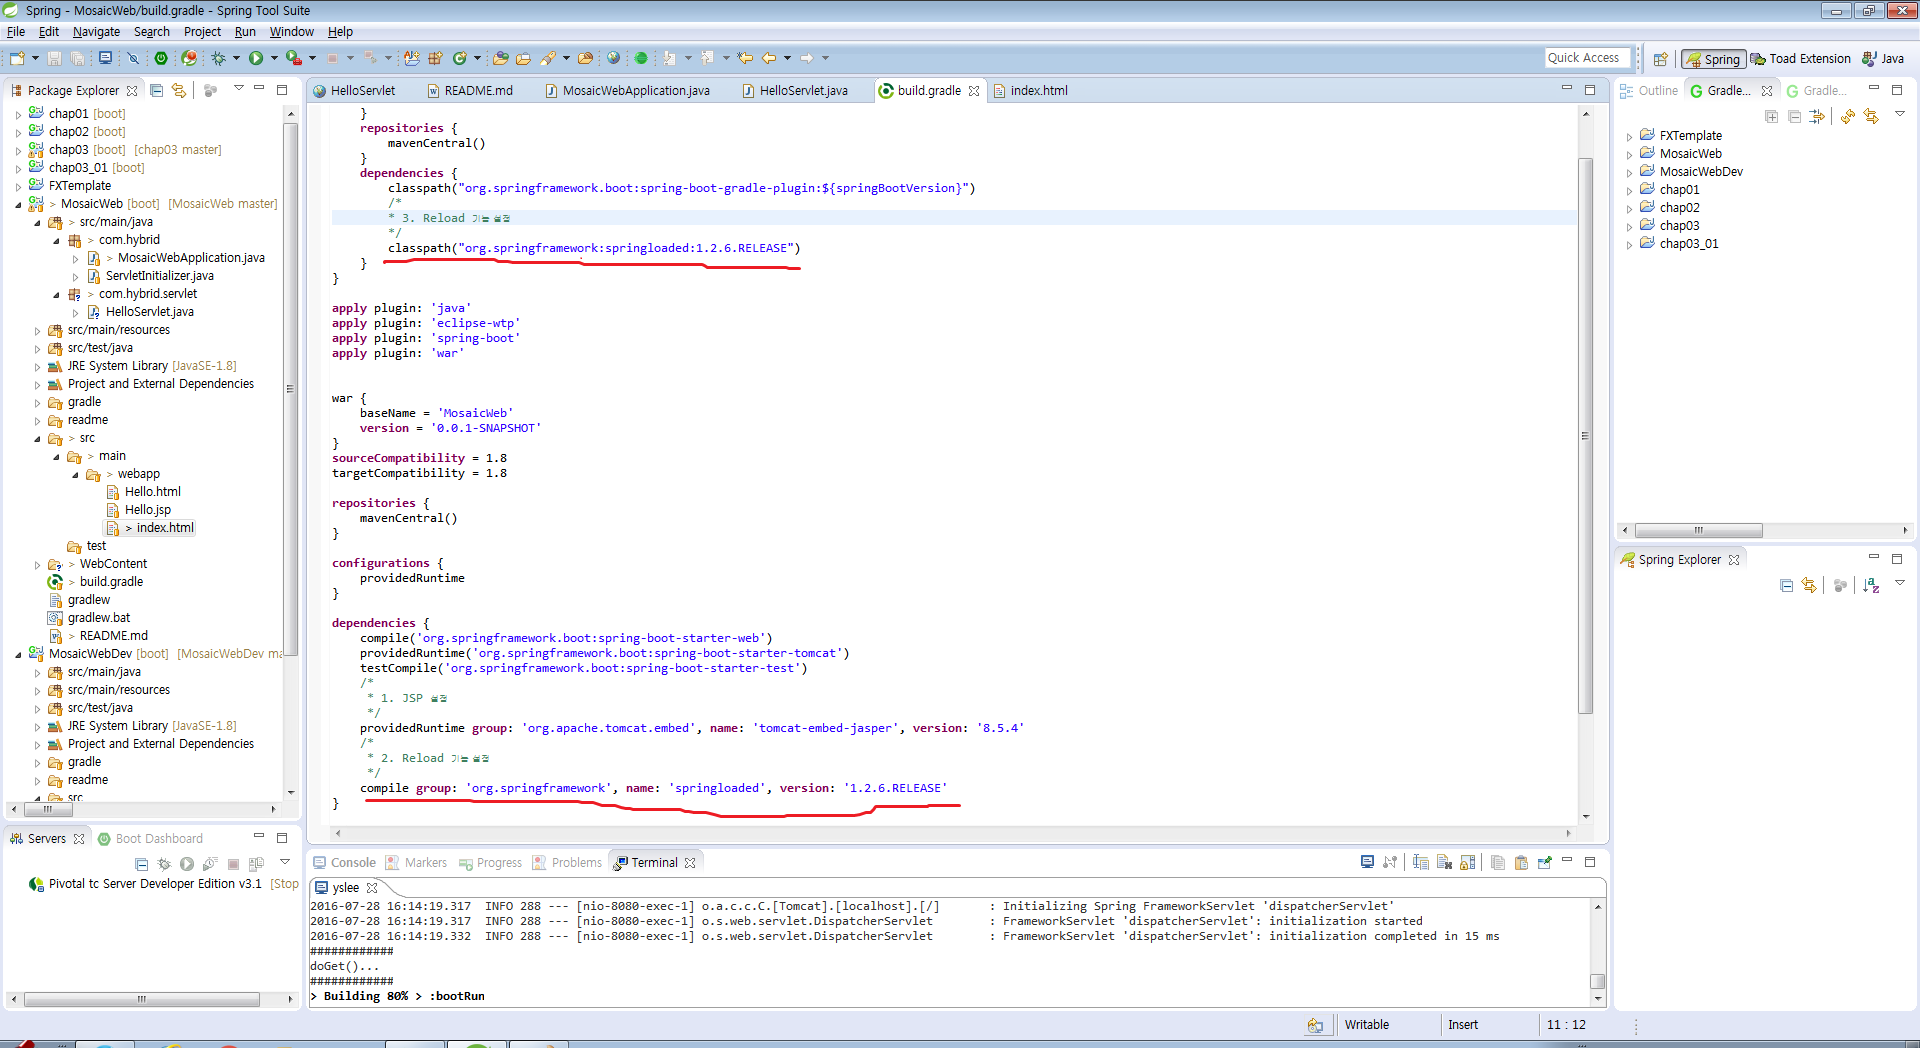 Spring - MosaicWeb/build.gradle - Spring Tool Suite
File Edit Navigate Search Project Run Window Help
Quick Access
Spring Toad Extension Java
Package Explorer
chap01 [boot]
chap02 [boot]
chap03 [boot] [chap03 master]
chap03_01 [boot]
FXTemplate
> MosaicWeb [boot] [MosaicWeb master]
> src/main/java
> com.hybrid
> MosaicWebApplication.java
ServletInitializer.java
> com.hybrid.servlet
HelloServlet.java
src/main/resources
src/test/java
JRE System Library [JavaSE-1.8]
Project and External Dependencies
gradle
readme
> src
> main
> webapp
Hello.html
Hello.jsp
> index.html
test
> WebContent
> build.gradle
gradlew
gradlew.bat
> README.md
MosaicWebDev [boot] [MosaicWebDev ma
src/main/java
src/main/resources
src/test/java
JRE System Library [JavaSE-1.8]
Project and External Dependencies
gradle
readme
src
Servers Boot Dashboard
Pivotal tc Server Developer Edition v3.1 [Stop
HelloServlet README.md MosaicWebApplication.java HelloServlet.java build.gradle index.html
}
repositories {
mavenCentral()
}
dependencies {
classpath("org.springframework.boot:spring-boot-gradle-plugin:${springBootVersion}")
/*
* 3. Reload 기능 설정
*/
classpath("org.springframework:springloaded:1.2.6.RELEASE")
}
}
apply plugin: 'java'
apply plugin: 'eclipse-wtp'
apply plugin: 'spring-boot'
apply plugin: 'war'
war {
baseName = 'MosaicWeb'
version = '0.0.1-SNAPSHOT'
}
sourceCompatibility = 1.8
targetCompatibility = 1.8
repositories {
mavenCentral()
}
configurations {
providedRuntime
}
dependencies {
compile('org.springframework.boot:spring-boot-starter-web')
providedRuntime('org.springframework.boot:spring-boot-starter-tomcat')
testCompile('org.springframework.boot:spring-boot-starter-test')
/*
* 1. JSP 설정
*/
providedRuntime group: 'org.apache.tomcat.embed', name: 'tomcat-embed-jasper', version: '8.5.4'
/*
* 2. Reload 기능 설정
*/
compile group: 'org.springframework', name: 'springloaded', version: '1.2.6.RELEASE'
}
Console Markers Progress Problems Terminal
yslee
2016-07-28 16:14:19.317 INFO 288 --- [nio-8080-exec-1] o.a.c.c.C.[Tomcat].[localhost].[/] : Initializing Spring FrameworkServlet 'dispatcherServlet'
2016-07-28 16:14:19.317 INFO 288 --- [nio-8080-exec-1] o.s.web.servlet.DispatcherServlet : FrameworkServlet 'dispatcherServlet': initialization started
2016-07-28 16:14:19.332 INFO 288 --- [nio-8080-exec-1] o.s.web.servlet.DispatcherServlet : FrameworkServlet 'dispatcherServlet': initialization completed in 15 ms
############
doGet()...
############
> Building 80% > :bootRun
Outline Gradle... Gradle...
FXTemplate
MosaicWeb
MosaicWebDev
chap01
chap02
chap03
chap03_01
Spring Explorer
Writable Insert 11 : 12